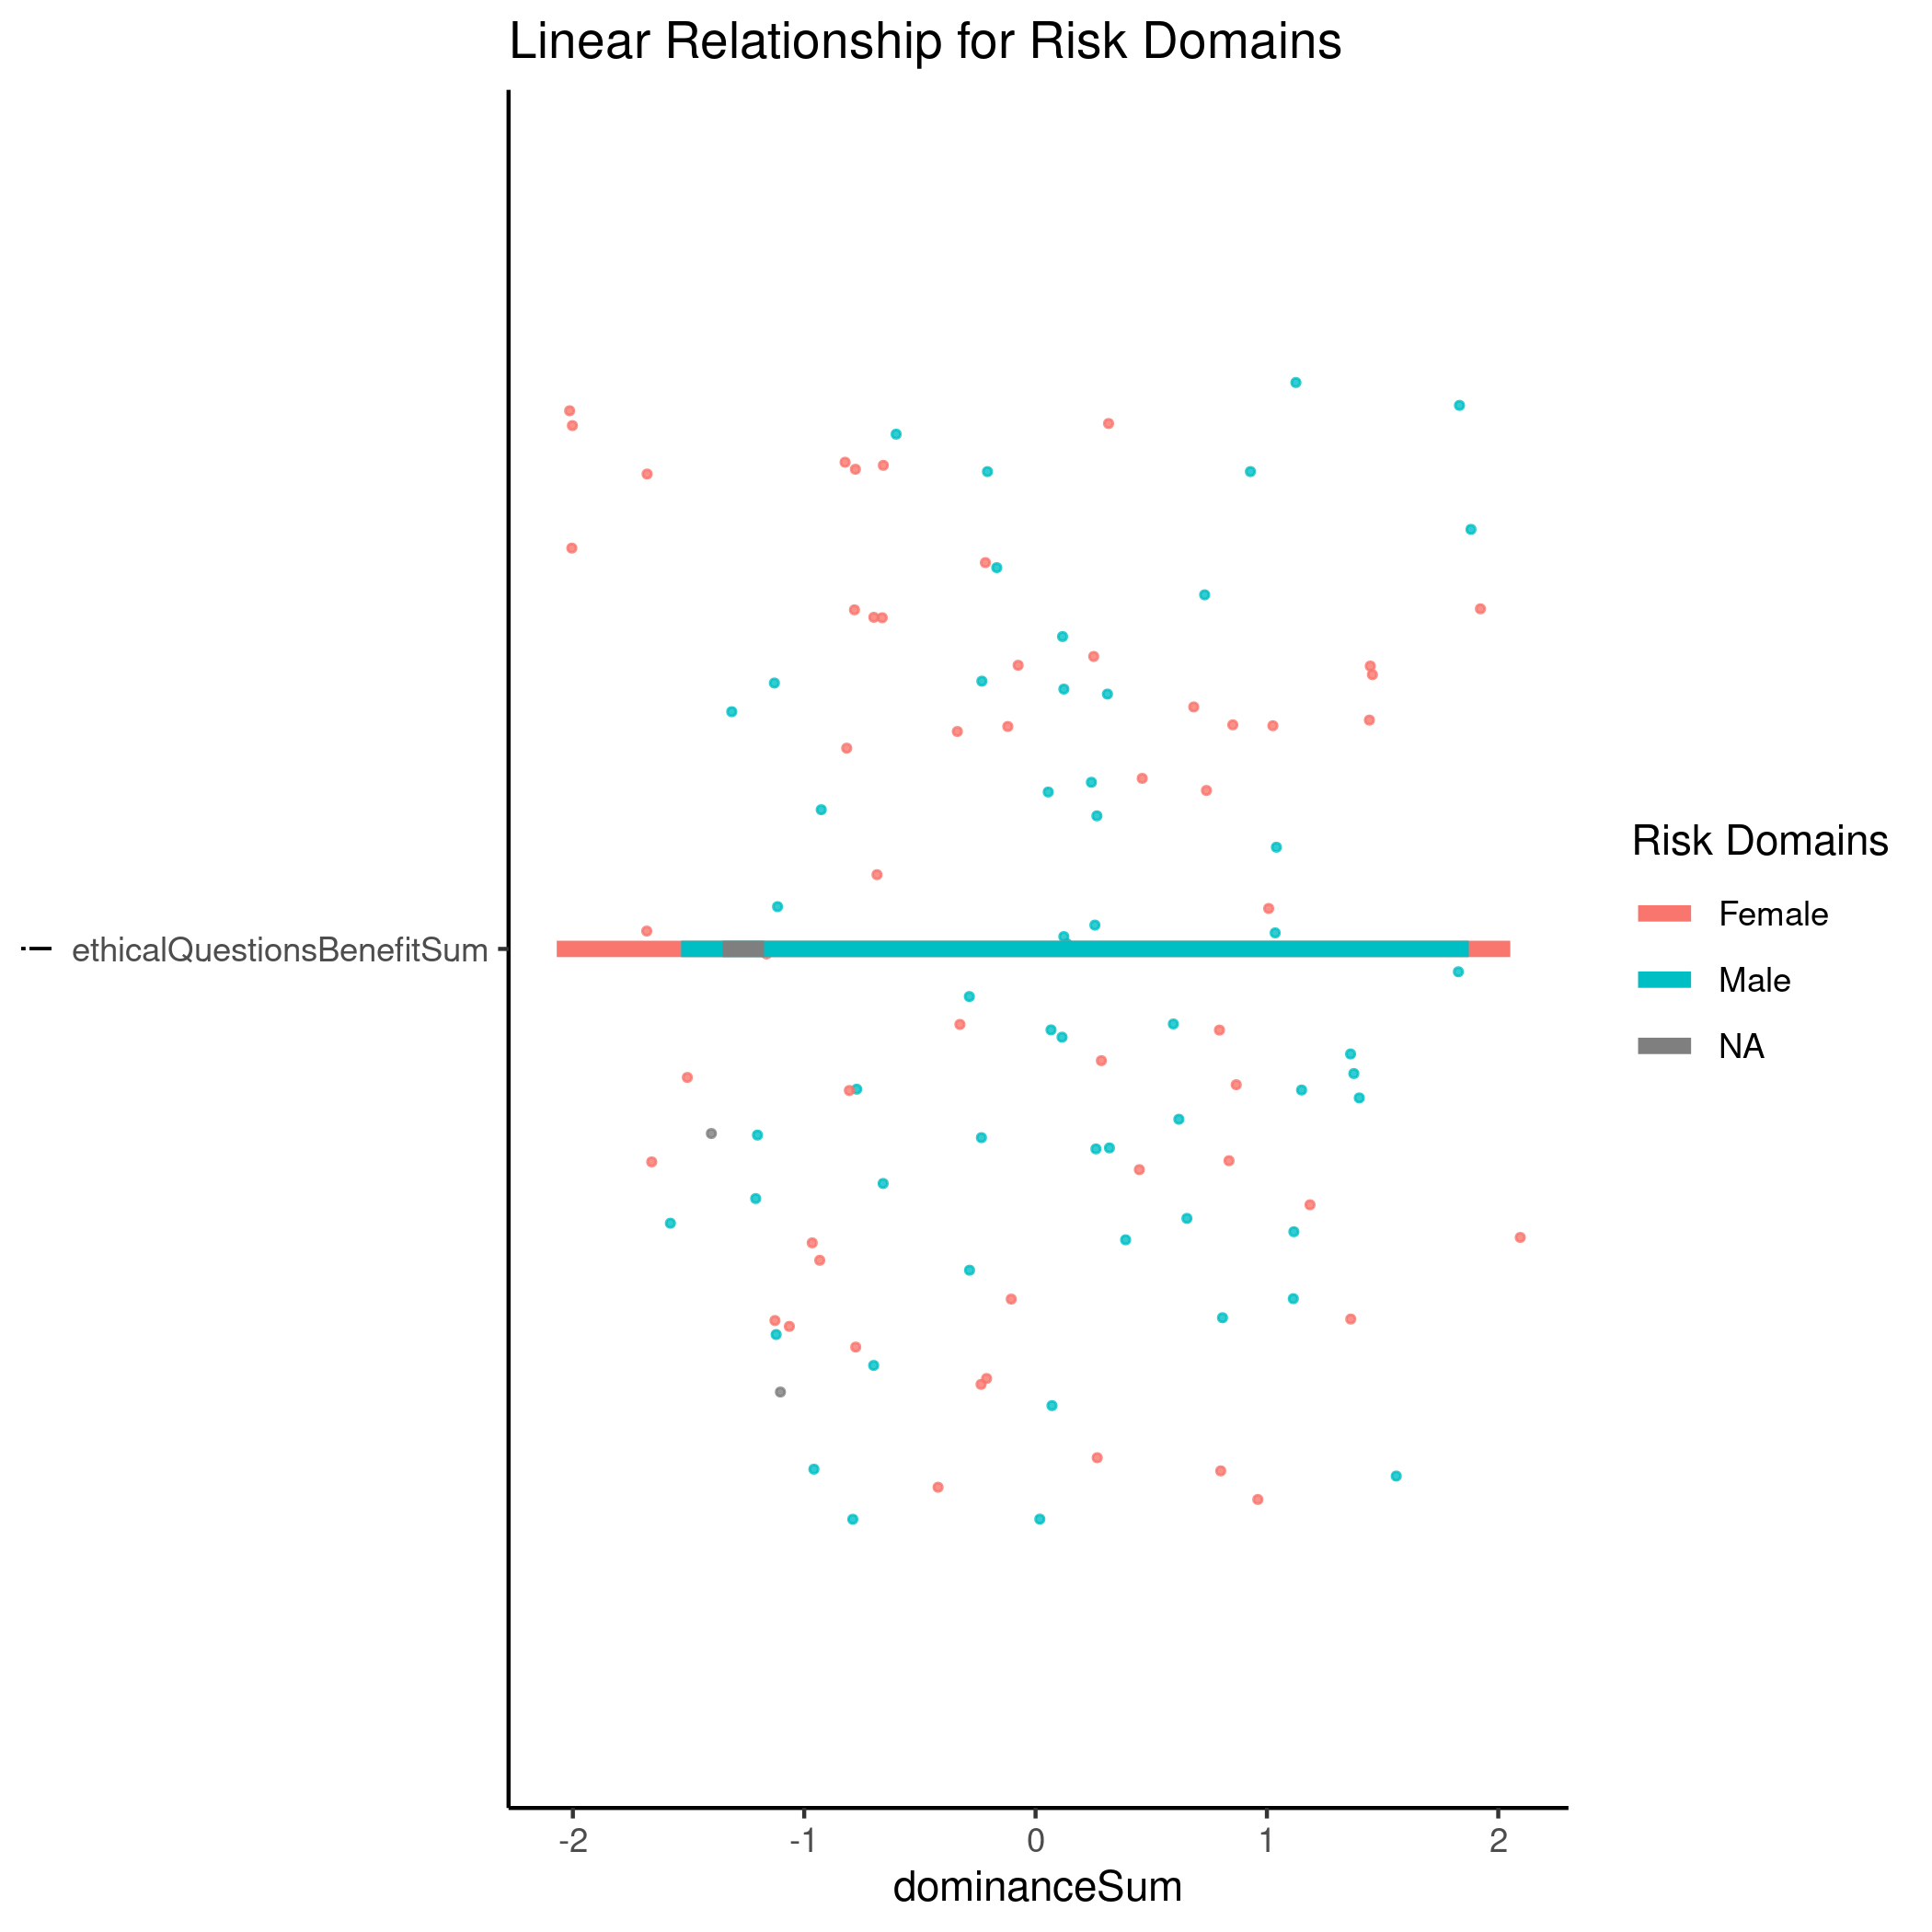 Linear Relationship for Risk Domains
ethicalQuestionsBenefitSum
-2 -1 0 1 2
dominanceSum
Risk Domains
Female
Male
NA